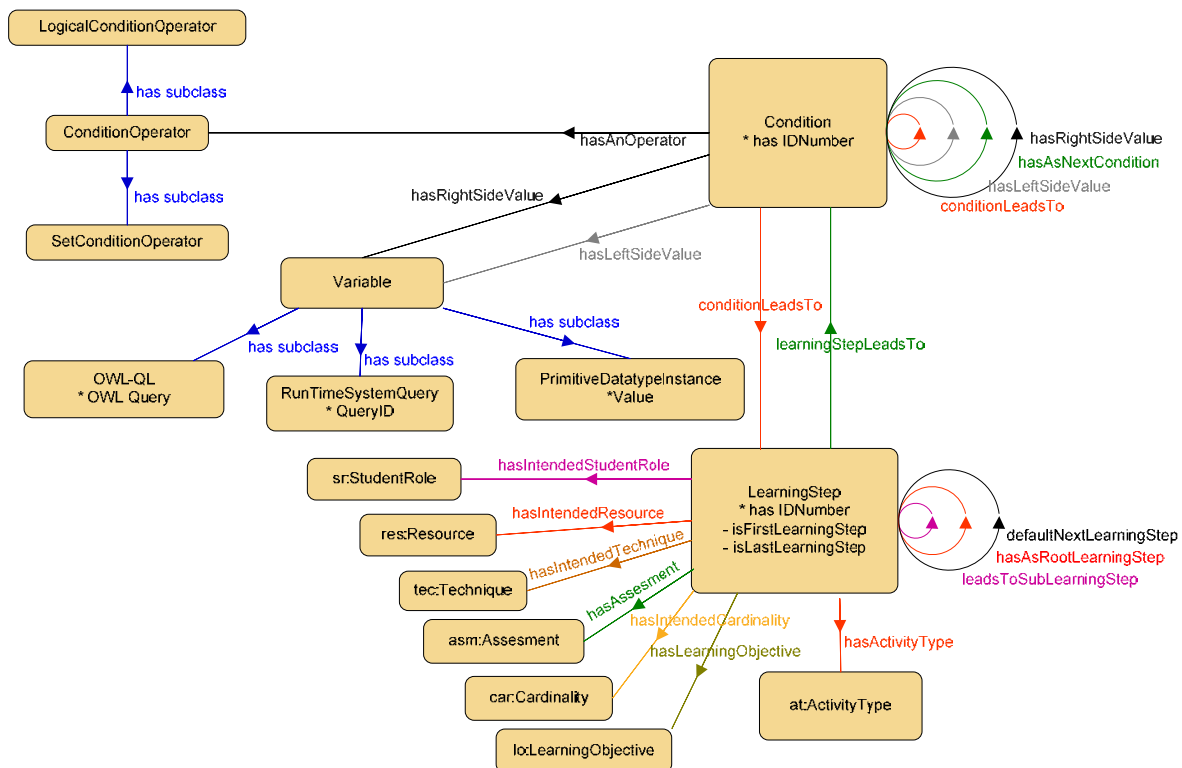 LogicalConditionOperator
has subclass
ConditionOperator
has subclass
SetConditionOperator
hasAnOperator
Condition
* has IDNumber
hasRightSideValue
hasAsNextCondition
hasLeftSideValue
conditionLeadsTo
hasRightSideValue
hasLeftSideValue
Variable
has subclass
has subclass
has subclass
OWL-QL
* OWL Query
RunTimeSystemQuery
* QueryID
PrimitiveDatatypeInstance
*Value
conditionLeadsTo
learningStepLeadsTo
LearningStep
* has IDNumber
- isFirstLearningStep
- isLastLearningStep
defaultNextLearningStep
hasAsRootLearningStep
leadsToSubLearningStep
hasIntendedStudentRole
sr:StudentRole
hasIntendedResource
res:Resource
hasIntendedTechnique
tec:Technique
hasAssesment
asm:Assesment
hasIntendedCardinality
car:Cardinality
hasLearningObjective
lo:LearningObjective
hasActivityType
at:ActivityType